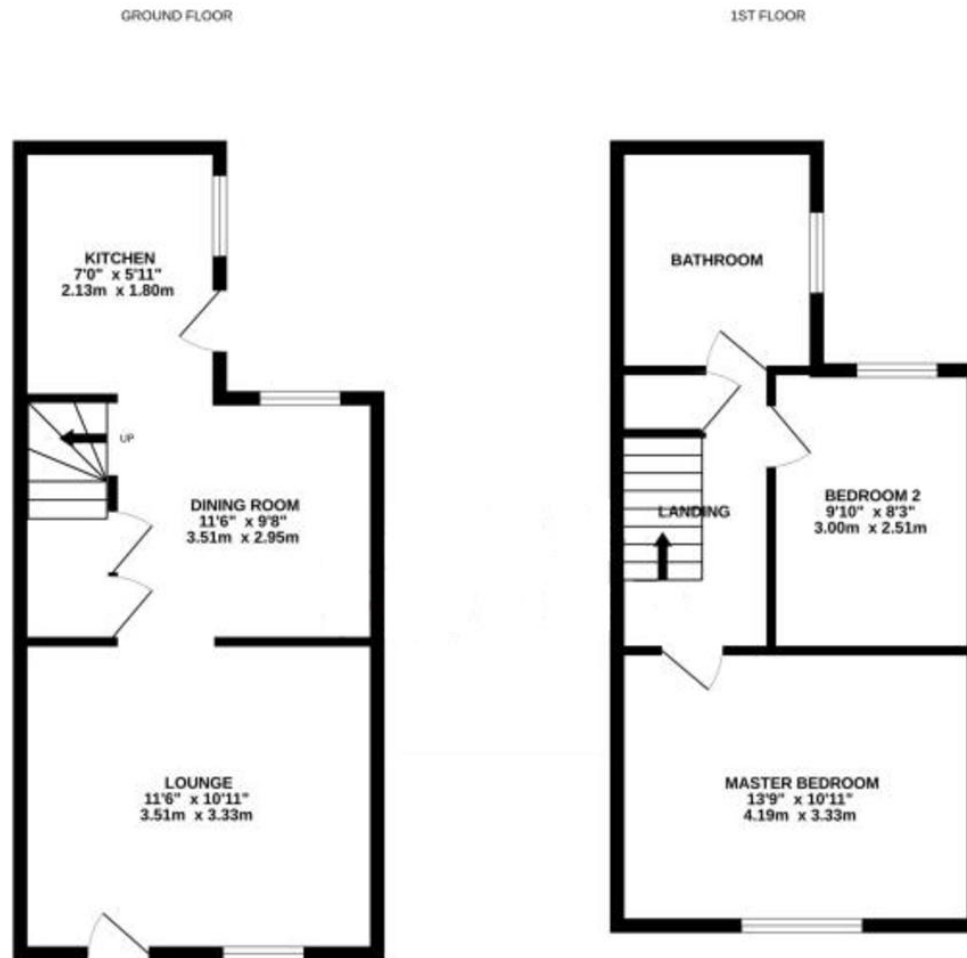 GROUND FLOOR
1ST FLOOR
KITCHEN
7'0" x 5'11"
2.13m x 1.80m
UP
DINING ROOM
11'6" x 9'8"
3.51m x 2.95m
LOUNGE
11'6" x 10'11"
3.51m x 3.33m
BATHROOM
LANDING
BEDROOM 2
9'10" x 8'3"
3.00m x 2.51m
MASTER BEDROOM
13'9" x 10'11"
4.19m x 3.33m